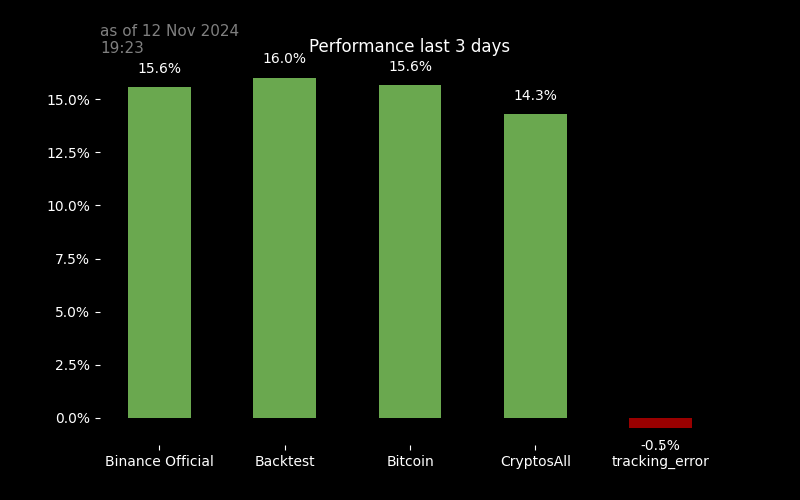 as of 12 Nov 2024
19:23
Performance last 3 days
15.6%
16.0%
15.6%
14.3%
-0.5%
15.0%
12.5%
10.0%
7.5%
5.0%
2.5%
0.0%
Binance Official
Backtest
Bitcoin
CryptosAll
tracking_error